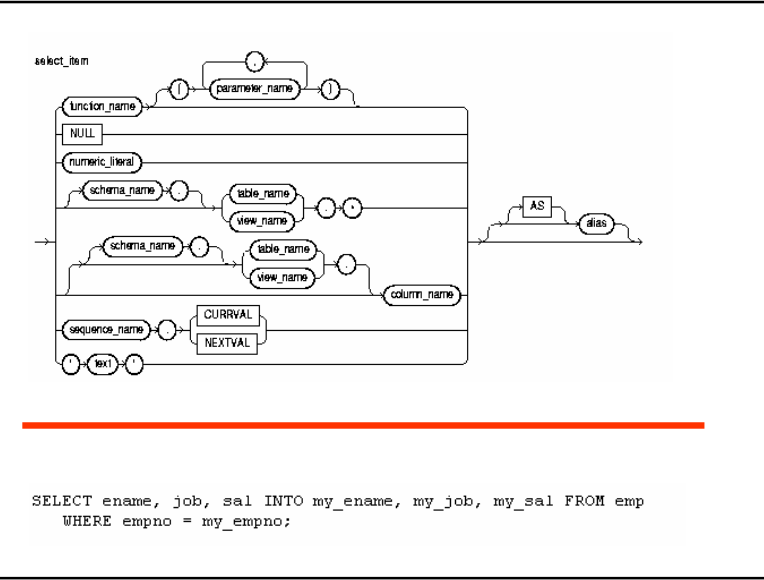 select_item
,
function_name ( parameter_name )
NULL
numeric_literal
schema_name . table_name
view_name . *
AS
alias
schema_name . table_name
view_name .
column_name
sequence_name . CURRVAL
NEXTVAL
' text '
SELECT ename, job, sal INTO my_ename, my_job, my_sal FROM emp
WHERE empno = my_empno;